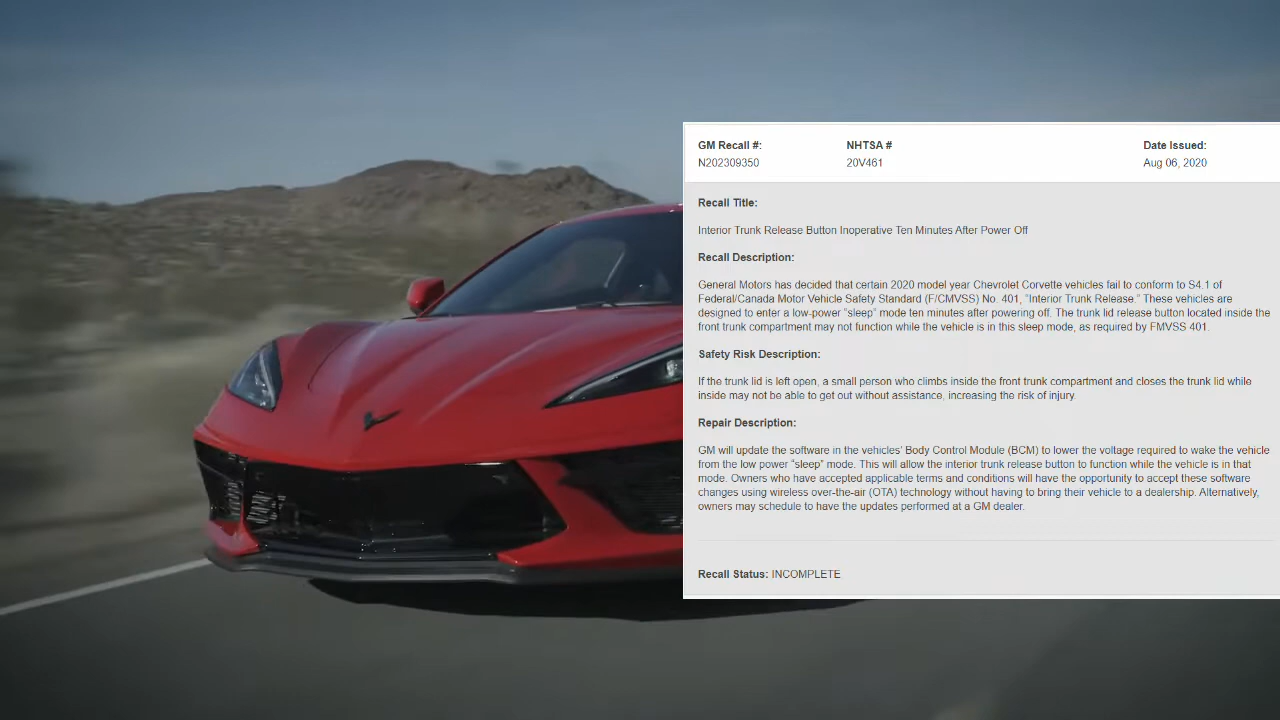 GM Recall #: NHTSA # Date Issued:
N202309350 20V461 Aug 06, 2020
Recall Title:
Interior Trunk Release Button Inoperative Ten Minutes After Power Off
Recall Description:
General Motors has decided that certain 2020 model year Chevrolet Corvette vehicles fail to conform to S4.1 of
Federal/Canada Motor Vehicle Safety Standard (F/CMVSS) No. 401, "Interior Trunk Release." These vehicles are
designed to enter a low-power "sleep" mode ten minutes after powering off. The trunk lid release button located inside the
front trunk compartment may not function while the vehicle is in this sleep mode, as required by FMVSS 401.
Safety Risk Description:
If the trunk lid is left open, a small person who climbs inside the front trunk compartment and closes the trunk lid while
inside may not be able to get out without assistance, increasing the risk of injury.
Repair Description:
GM will update the software in the vehicles' Body Control Module (BCM) to lower the voltage required to wake the vehicle
from the low power "sleep" mode. This will allow the interior trunk release button to function while the vehicle is in that
mode. Owners who have accepted applicable terms and conditions will have the opportunity to accept these software
changes using wireless over-the-air (OTA) technology without having to bring their vehicle to a dealership. Alternatively,
owners may schedule to have the updates performed at a GM dealer.
Recall Status: INCOMPLETE